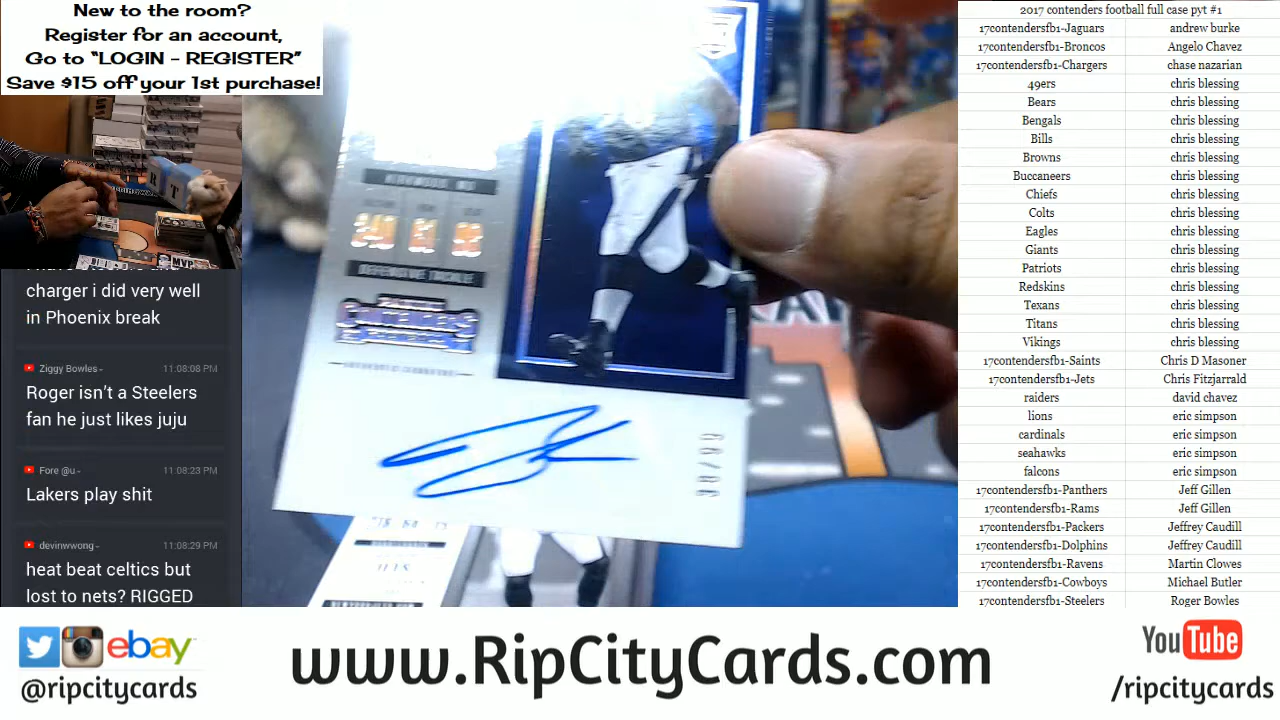 New to the room?
Register for an account,
Go to "LOGIN - REGISTER"
Save $15 off your 1st purchase!
charger i did very well
in Phoenix break
Ziggy Bowles 11:08:08 PM
Roger isn't a Steelers
fan he just likes juju
Fore @u 11:08:23 PM
Lakers play shit
devinwwong 11:08:29 PM
heat beat celtics but
lost to nets? RIGGED
DEFENSIVE TACKLE
2017 contenders football full case pyt #1
17contendersfb1-Jaguars andrew burke
17contendersfb1-Broncos Angelo Chavez
17contendersfb1-Chargers chase nazarian
49ers chris blessing
Bears chris blessing
Bengals chris blessing
Bills chris blessing
Browns chris blessing
Buccaneers chris blessing
Chiefs chris blessing
Colts chris blessing
Eagles chris blessing
Giants chris blessing
Patriots chris blessing
Redskins chris blessing
Texans chris blessing
Titans chris blessing
Vikings chris blessing
17contendersfb1-Saints Chris D Masoner
17contendersfb1-Jets Chris Fitzjarrald
raiders david chavez
lions eric simpson
cardinals eric simpson
seahawks eric simpson
falcons eric simpson
17contendersfb1-Panthers Jeff Gillen
17contendersfb1-Rams Jeff Gillen
17contendersfb1-Packers Jeffrey Caudill
17contendersfb1-Dolphins Jeffrey Caudill
17contendersfb1-Ravens Martin Clowes
17contendersfb1-Cowboys Michael Butler
17contendersfb1-Steelers Roger Bowles
ebay
@ripcitycards
www.RipCityCards.com
YouTube
/ripcitycards